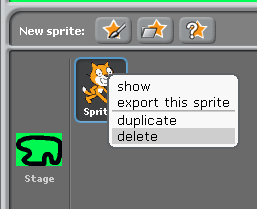 New sprite:
show
export this sprite
duplicate
delete
Stage